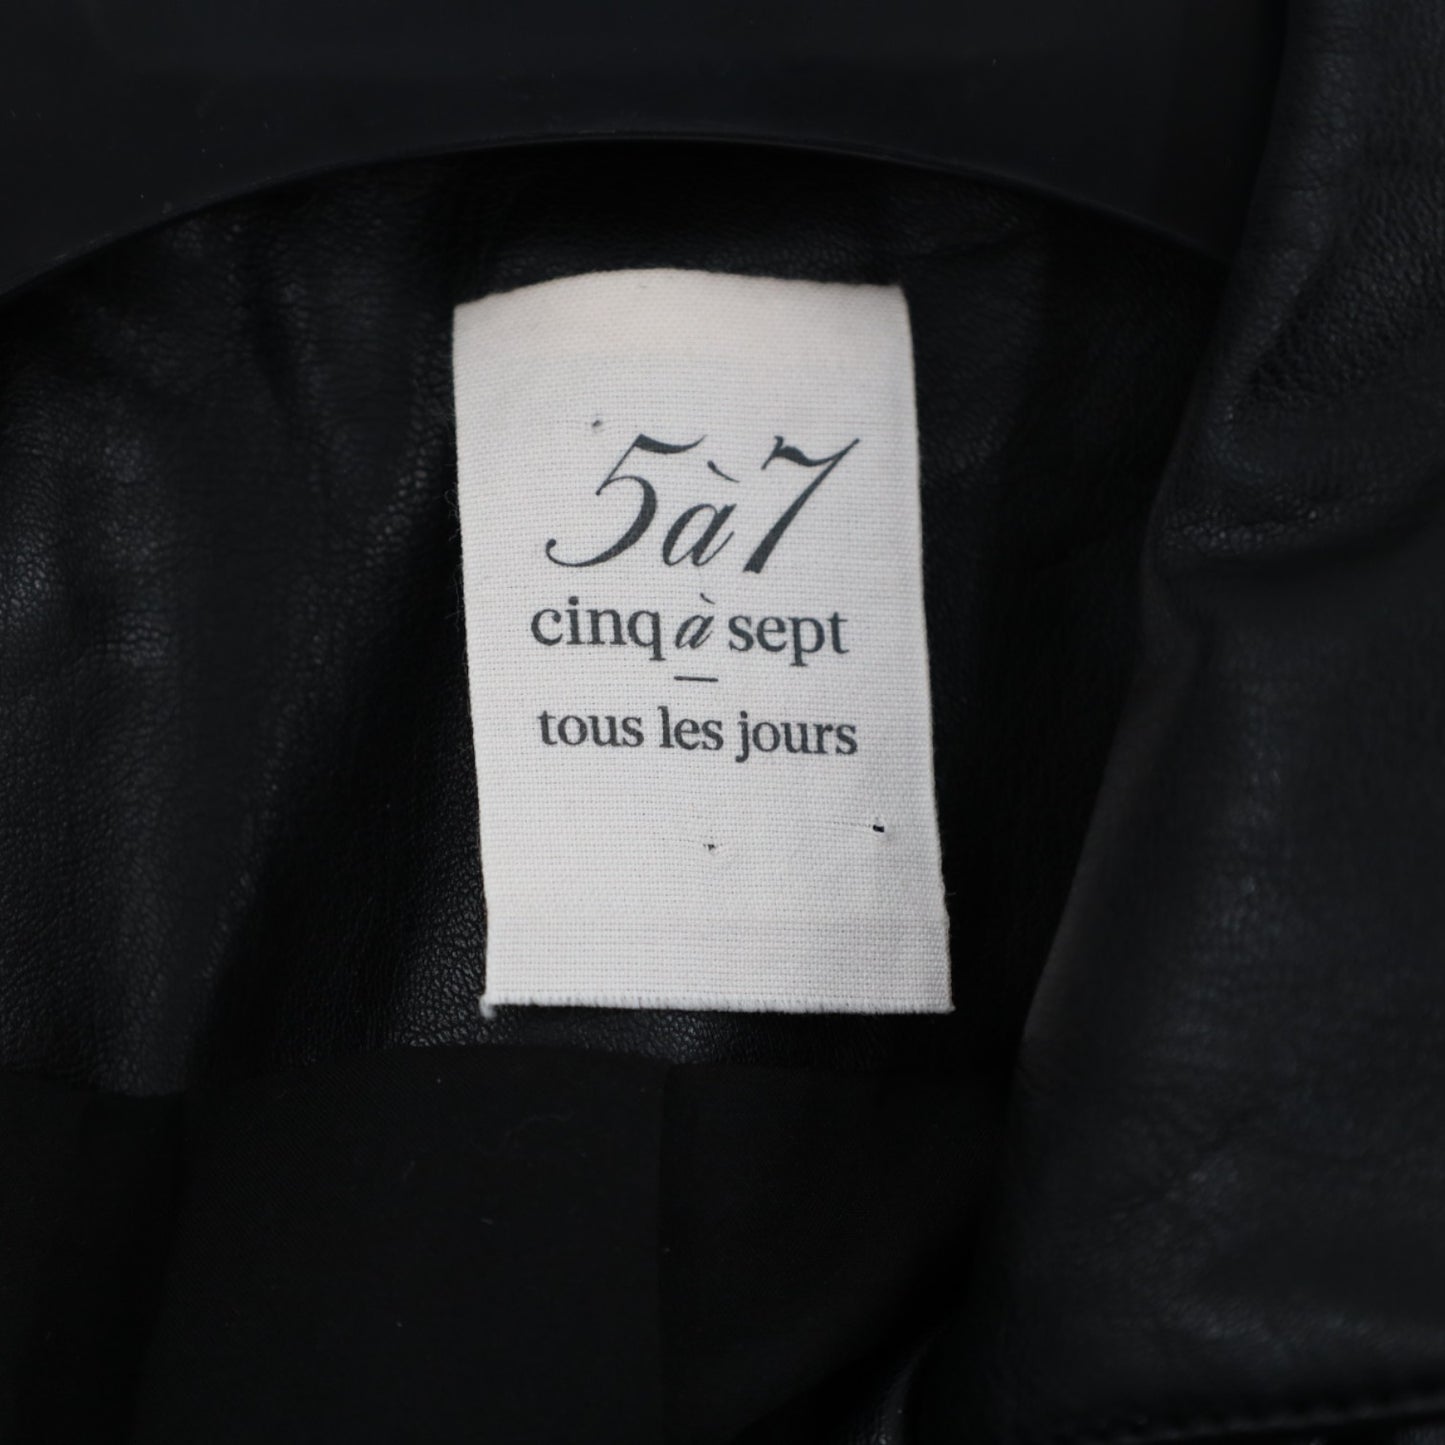 5à7
cinq à sept
—
tous les jours